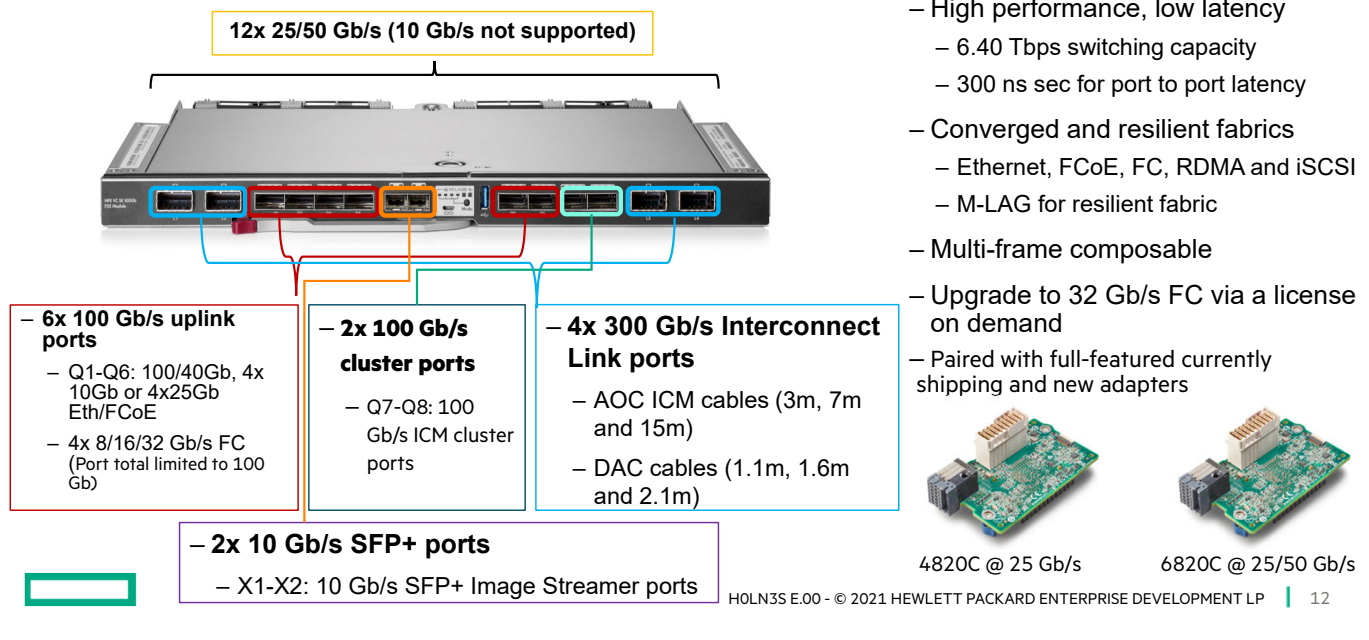 12x 25/50 Gb/s (10 Gb/s not supported)
HPE VC SE 100Gb
F32 Module
– 6x 100 Gb/s uplink
ports
– Q1-Q6: 100/40Gb, 4x
10Gb or 4x25Gb
Eth/FCoE
– 4x 8/16/32 Gb/s FC
(Port total limited to 100
Gb)
– 2x 100 Gb/s
cluster ports
– Q7-Q8: 100
Gb/s ICM cluster
ports
– 4x 300 Gb/s Interconnect
Link ports
– AOC ICM cables (3m, 7m
and 15m)
– DAC cables (1.1m, 1.6m
and 2.1m)
– 2x 10 Gb/s SFP+ ports
– X1-X2: 10 Gb/s SFP+ Image Streamer ports
– High performance, low latency
– 6.40 Tbps switching capacity
– 300 ns sec for port to port latency
– Converged and resilient fabrics
– Ethernet, FCoE, FC, RDMA and iSCSI
– M-LAG for resilient fabric
– Multi-frame composable
– Upgrade to 32 Gb/s FC via a license
on demand
– Paired with full-featured currently
shipping and new adapters
4820C @ 25 Gb/s
6820C @ 25/50 Gb/s
H0LN3S E.00 - © 2021 HEWLETT PACKARD ENTERPRISE DEVELOPMENT LP | 12